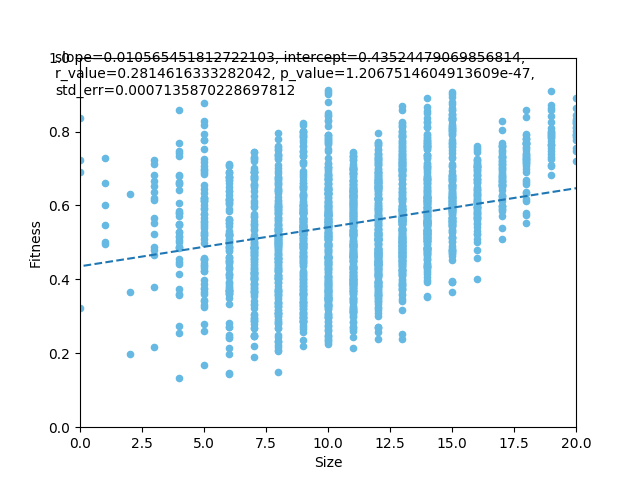 slope=0.010565451812722103, intercept=0.43524479069856814,
r_value=0.2814616333282042, p_value=1.2067514604913609e-47,
std_err=0.0007135870228697812
1.0
0.8
0.6
0.4
0.2
0.0
Fitness
0.0 2.5 5.0 7.5 10.0 12.5 15.0 17.5 20.0
Size